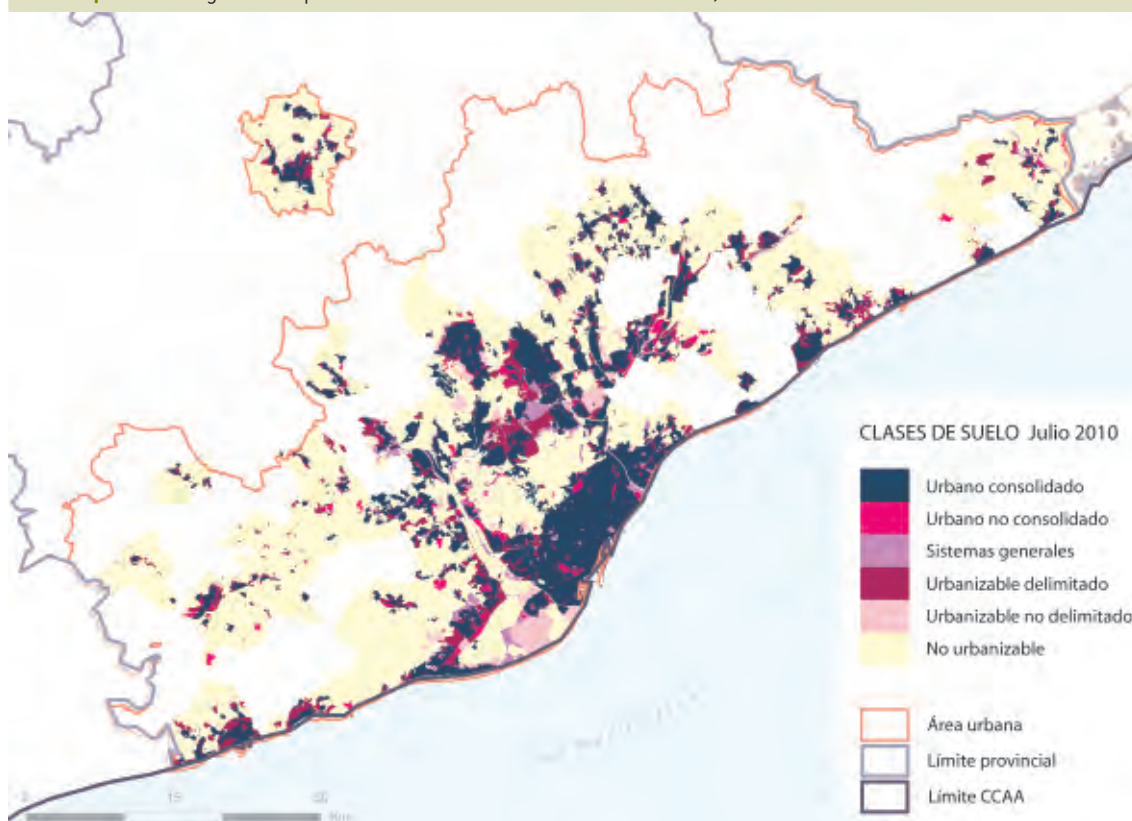 CLASES DE SUELO Julio 2010
Urbano consolidado
Urbano no consolidado
Sistemas generales
Urbanizable delimitado
Urbanizable no delimitado
No urbanizable
Área urbana
Límite provincial
Límite CCAA
Km